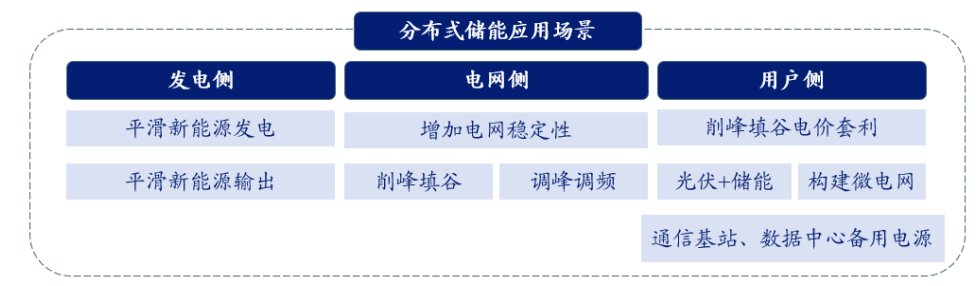 分布式储能应用场景
发电侧 电网侧 用户侧
平滑新能源发电 增加电网稳定性 削峰填谷电价套利
平滑新能源输出 削峰填谷 调峰调频 光伏+储能 构建微电网
通信基站、数据中心备用电源